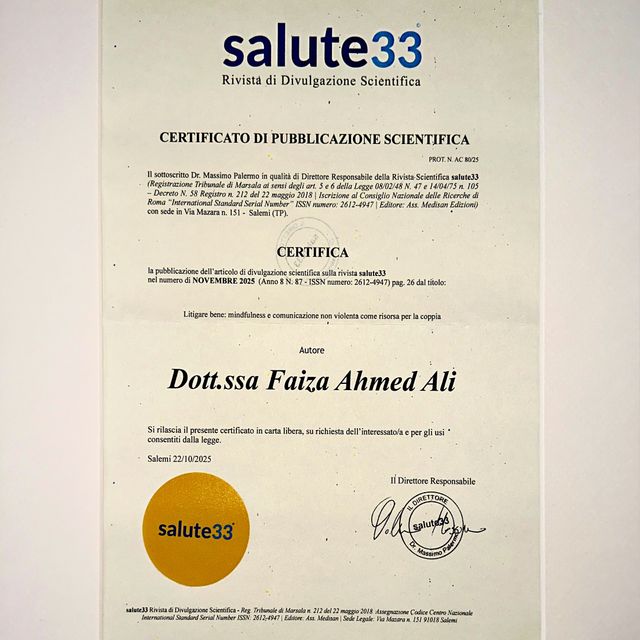 salute33
Rivista di Divulgazione Scientifica
CERTIFICATO DI PUBBLICAZIONE SCIENTIFICA
PROT. N. AC 80/25
Il sottoscritto Dr. Massimo Palermo in qualità di Direttore Responsabile della Rivista Scientifica salute33
(Registrazione Tribunale di Marsala ai sensi degli art. 5 e 6 della Legge 08/02/48 N. 47 e 14/04/75 n. 105
– Decreto N. 58 Registro n. 212 del 22 maggio 2018 | Iscrizione al Consiglio Nazionale delle Ricerche di
Roma "International Standard Serial Number" ISSN numero: 2612-4947 | Editore: Ass. Medisan Edizioni)
con sede in Via Mazara n. 151 - Salemi (TP).
CERTIFICA
la pubblicazione dell'articolo di divulgazione scientifica sulla rivista salute33
nel numero di NOVEMBRE 2025 (Anno 8 N. 87 - ISSN numero: 2612-4947) pag. 26 dal titolo:
Litigare bene: mindfulness e comunicazione non violenta come risorsa per la coppia
Autore
Dott.ssa Faiza Ahmed Ali
Si rilascia il presente certificato in carta libera, su richiesta dell'interessato/a e per gli usi
consentiti dalla legge.
Salemi 22/10/2025
Il Direttore Responsabile
salute33
IL DIRETTORE
salute33
Dr. Massimo Palermo
salute33 Rivista di Divulgazione Scientifica - Reg. Tribunale di Marsala n. 212 del 22 maggio 2018 Assegnazione Codice Centro Nazionale
International Standard Serial Number ISSN: 2612-4947 | Editore: Ass. Medisan | Sede Legale: Via Mazara n. 151 91018 Salemi